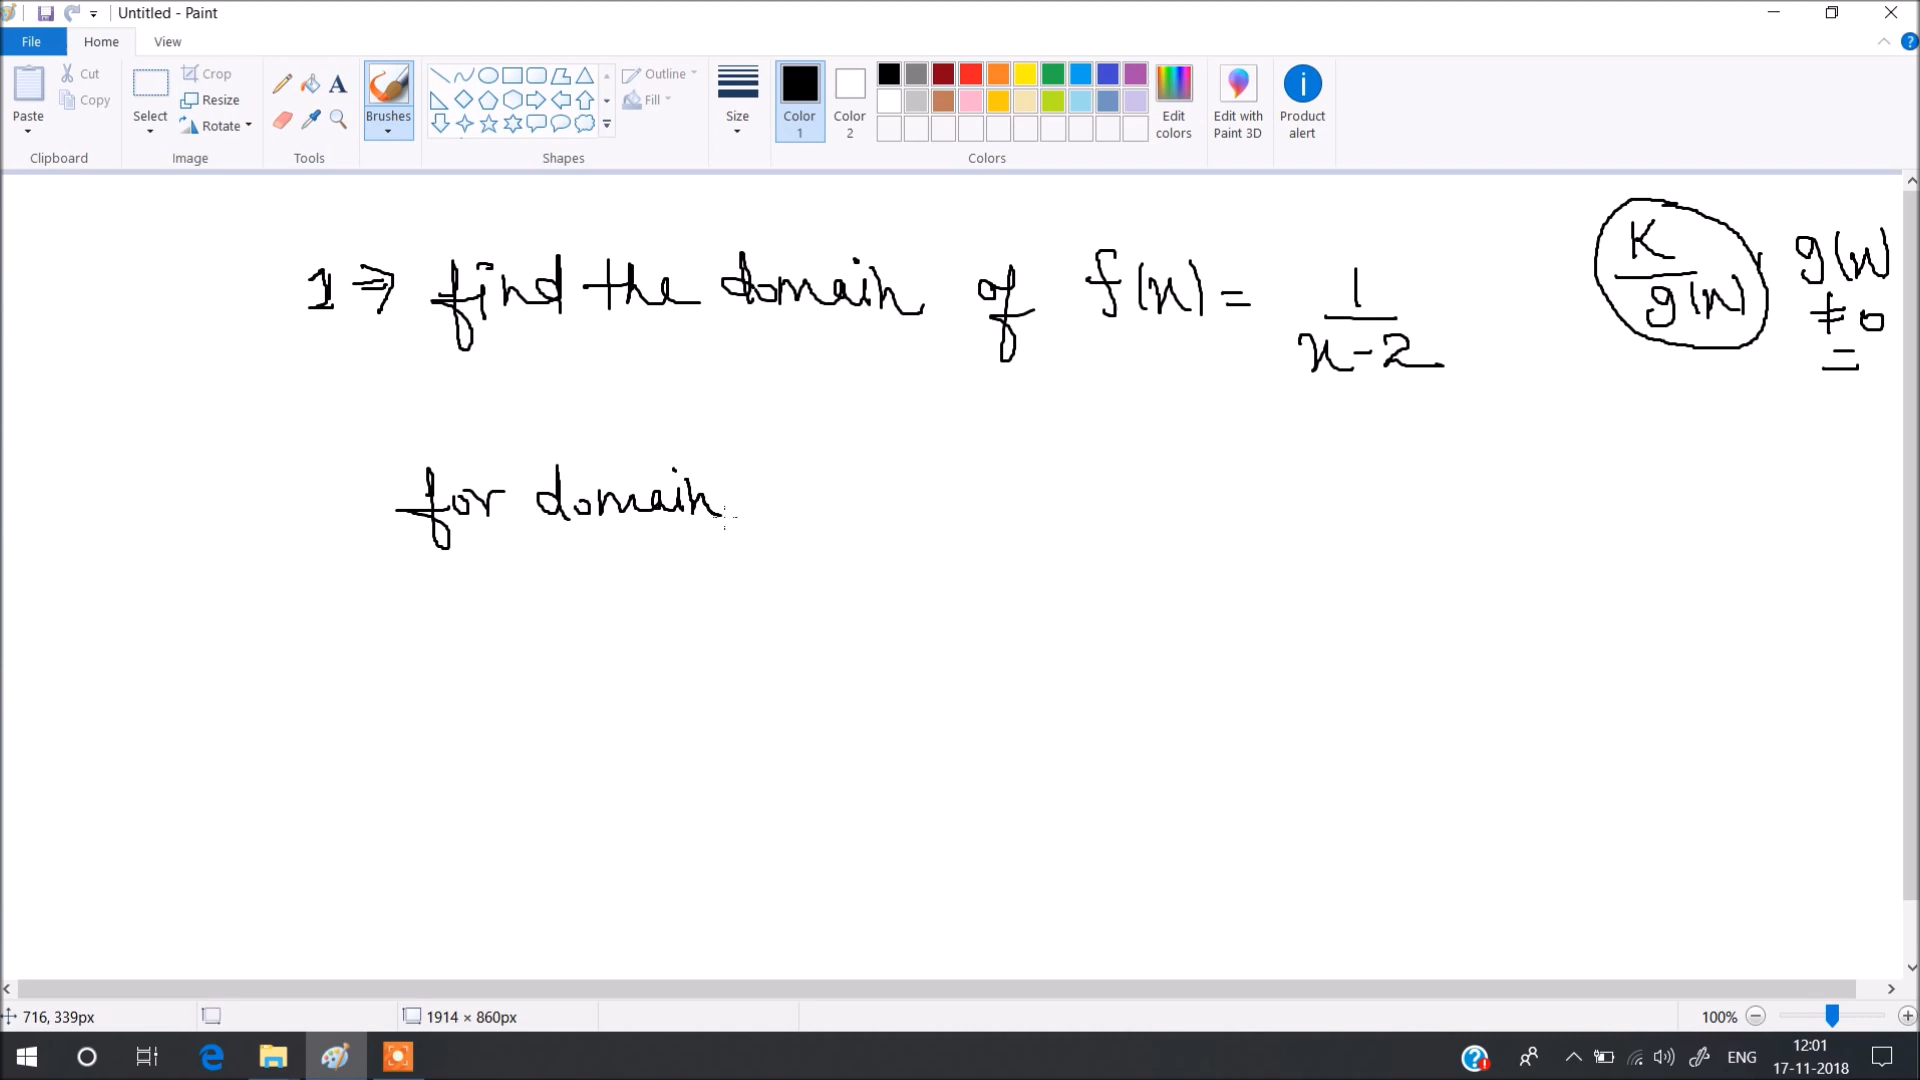 Untitled - Paint
File Home View
Paste Cut Copy Select Crop Resize Rotate A Brushes Outline Fill Size Color 1 Color 2 Edit colors Edit with Paint 3D Product alert
Clipboard Image Tools Shapes Colors
1 ⇒ find the domain of f(x) = 1/(x-2)
K/g(x) g(x) ≠ 0
for domain
716, 339px 1914 × 860px 100%
ENG 12:01
17-11-2018